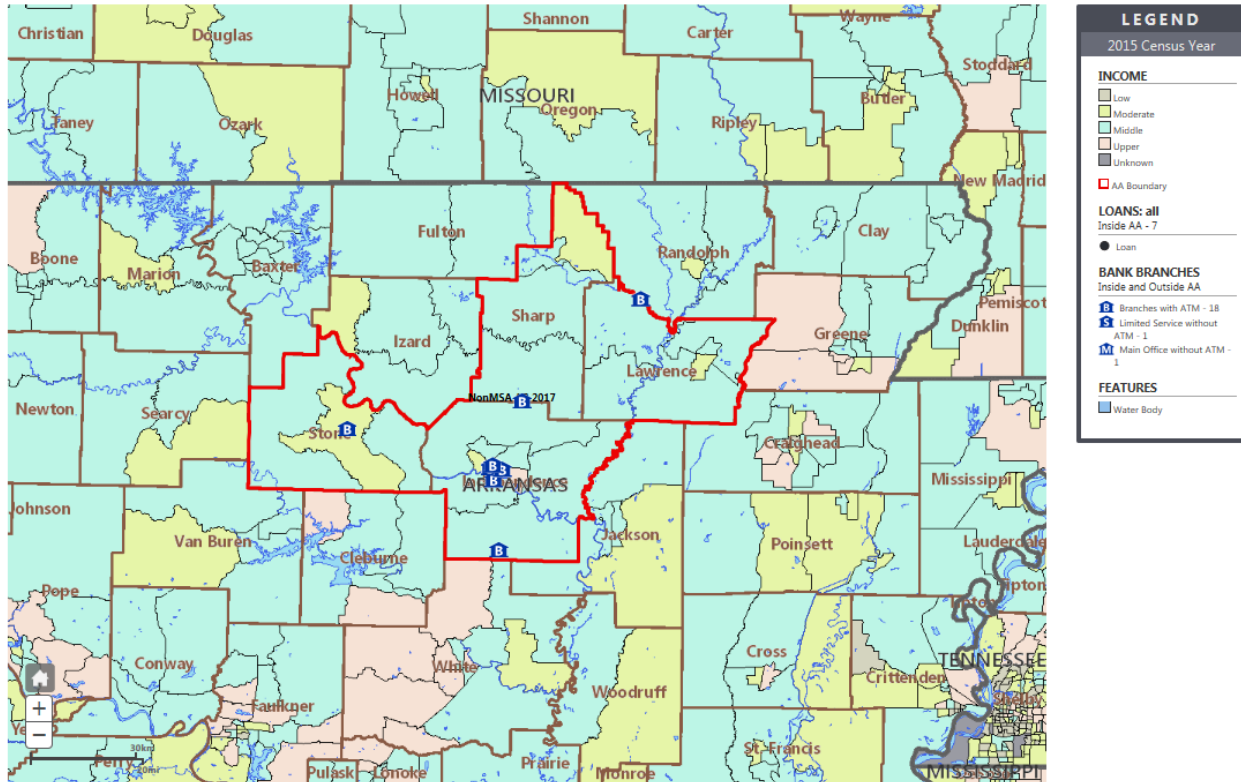 Christian
Douglas
Shannon
Carter
Wayne
Stoddard
Howell
MISSOURI
Oregon
Butler
Taney
Ozark
Ripley
New Madrid
Fulton
Clay
Boone
Marion
Baxter
Randolph
Pemiscot
Sharp
Izard
Greene
Dunklin
Lawrence
NonMSA
2017
Newton
Searcy
Stone
Craighead
ARKANSAS
Mississippi
Johnson
Van Buren
Cleburne
Jackson
Poinsett
Lauderdale
Pope
Tipton
Conway
White
Cross
TENNESSEE
Crittenden
Shelby
Woodruff
Faulkner
St. Francis
30km
20mi
Perry
Pulask
Lonoke
Prairie
Monroe
MISSISSIPPI
+
−
LEGEND
2015 Census Year
INCOME
Low
Moderate
Middle
Upper
Unknown
AA Boundary
LOANS: all
Inside AA - 7
Loan
BANK BRANCHES
Inside and Outside AA
B Branches with ATM - 18
S Limited Service without
ATM - 1
M Main Office without ATM -
1
FEATURES
Water Body